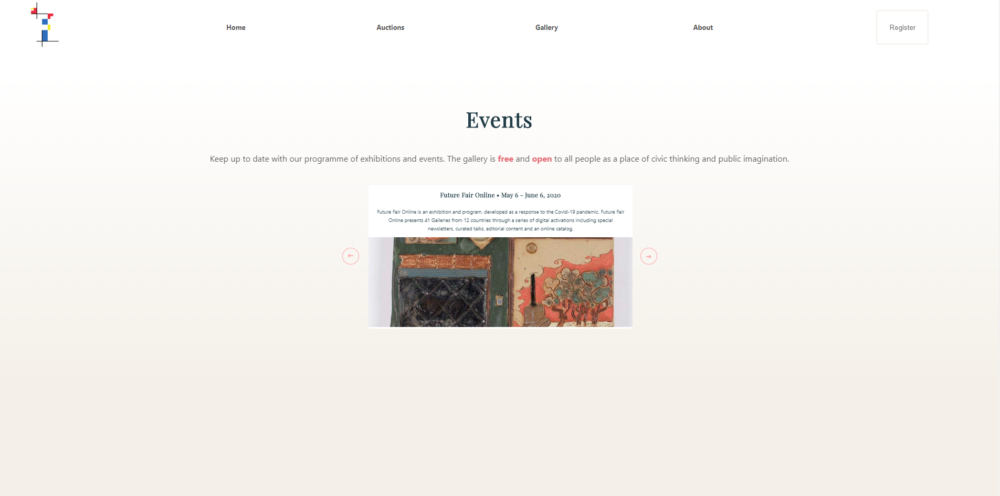 Home
Auctions
Gallery
About
Register
Events
Keep up to date with our programme of exhibitions and events. The gallery is free and open to all people as a place of civic thinking and public imagination.
Future Fair Online • May 6 - June 6, 2020
Future Fair Online is an exhibition and program, developed as a response to the Covid-19 pandemic. Future Fair
Online presents 41 Galleries from 12 countries through a series of digital activations including special
newsletters, curated talks, editorial content and an online catalog.